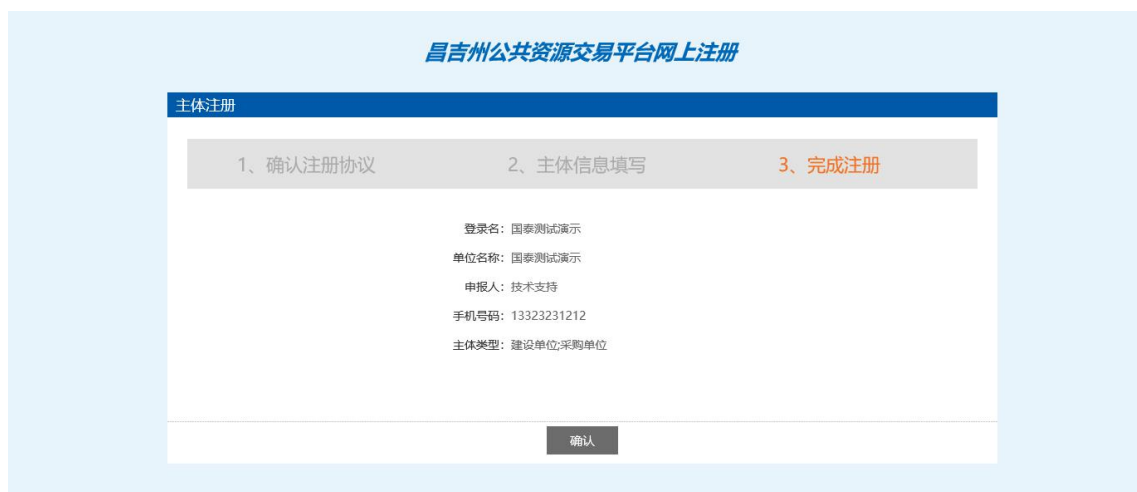 昌吉州公共资源交易平台网上注册
主体注册
1、确认注册协议 2、主体信息填写 3、完成注册
登录名：国泰测试演示
单位名称：国泰测试演示
申报人：技术支持
手机号码：13323231212
主体类型：建设单位;采购单位
确认